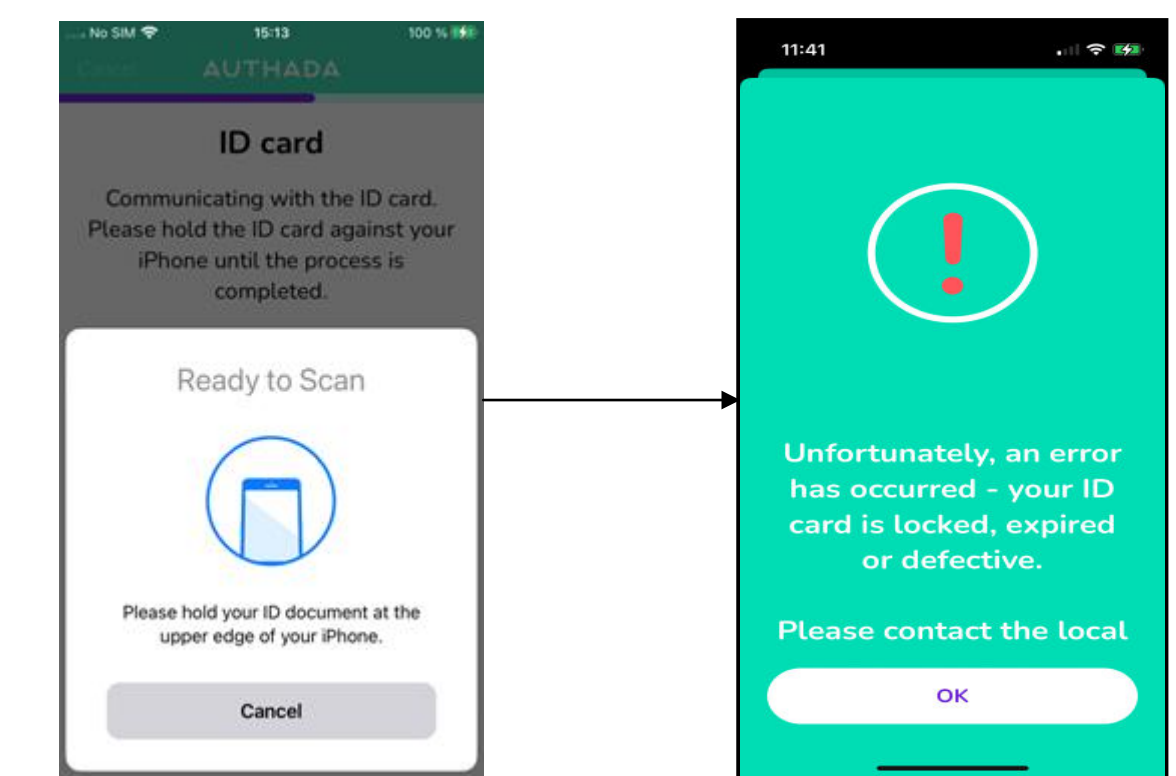 No SIM 15:13 100 %
Cancel AUTHADA
ID card
Communicating with the ID card.
Please hold the ID card against your
iPhone until the process is
completed.
Ready to Scan
Please hold your ID document at the
upper edge of your iPhone.
Cancel
11:41
Unfortunately, an error
has occurred - your ID
card is locked, expired
or defective.
Please contact the local
OK